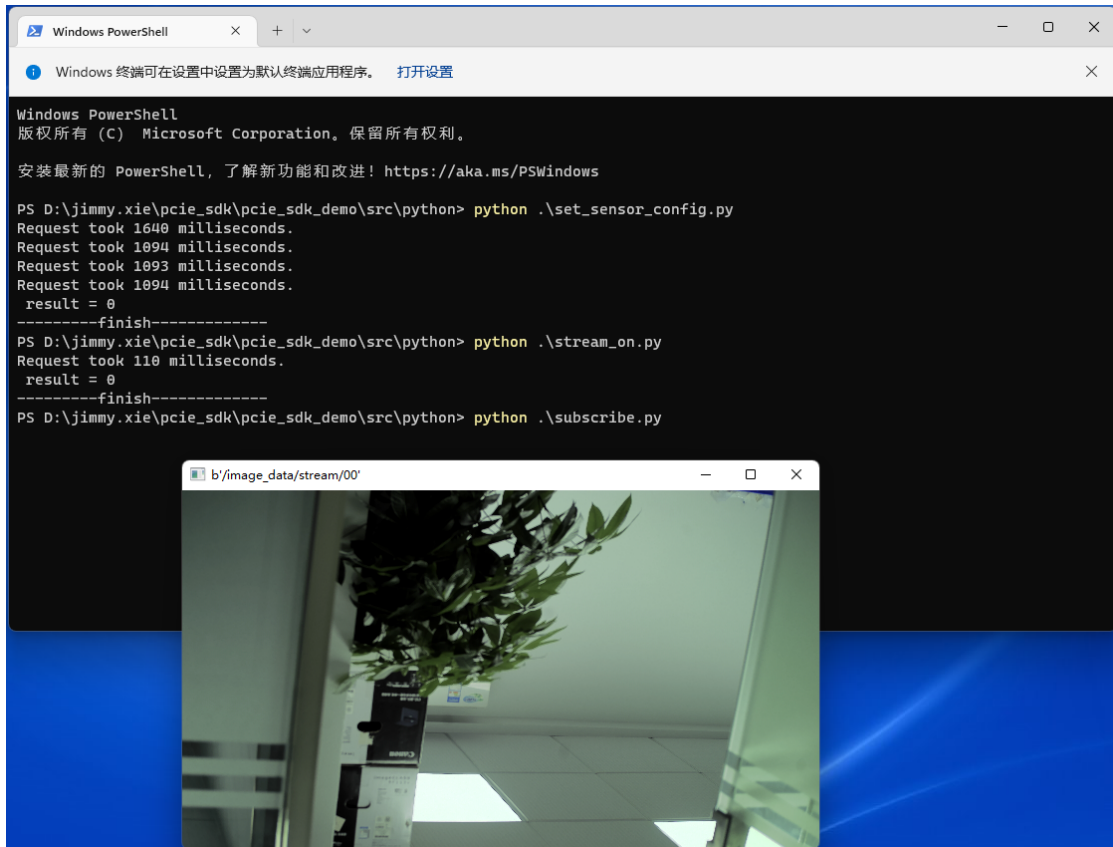 Windows PowerShell
Windows 终端可在设置中设置为默认终端应用程序。 打开设置
Windows PowerShell
版权所有 (C) Microsoft Corporation。保留所有权利。
安装最新的 PowerShell，了解新功能和改进！https://aka.ms/PSWindows
PS D:\jimmy.xie\pcie_sdk\pcie_sdk_demo\src\python> python .\set_sensor_config.py
Request took 1640 milliseconds.
Request took 1094 milliseconds.
Request took 1093 milliseconds.
Request took 1094 milliseconds.
result = 0
---------finish-------------
PS D:\jimmy.xie\pcie_sdk\pcie_sdk_demo\src\python> python .\stream_on.py
Request took 110 milliseconds.
result = 0
---------finish-------------
PS D:\jimmy.xie\pcie_sdk\pcie_sdk_demo\src\python> python .\subscribe.py
b'/image_data/stream/00'